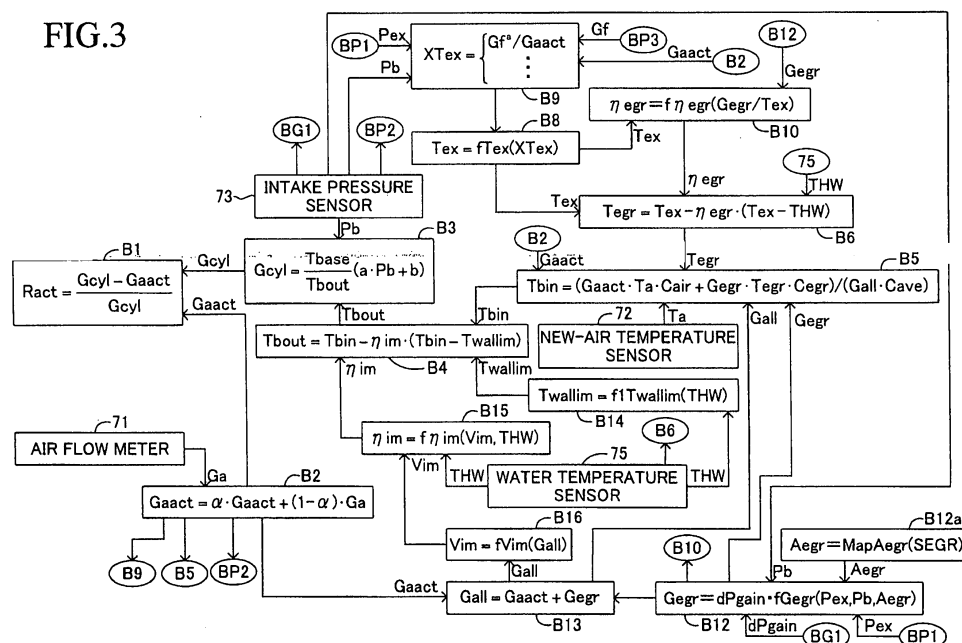 FIG.3
BP1
Pex
XTex = { Gfᵃ/Gaact
⋮
Gf
BP3
Gaact
B2
B12
Gegr
Pb
B9
B8
η egr = f η egr(Gegr/Tex)
B10
BG1
BP2
Tex = fTex(XTex)
Tex
75
THW
73
INTAKE PRESSURE
SENSOR
Tex
η egr
Tegr = Tex − η egr·(Tex − THW)
B6
Pb
B3
B1
Gcyl
Gcyl = Tbase/Tbout (a·Pb + b)
B2
Gaact
Tegr
B5
Ract = Gcyl − Gaact/Gcyl
Gaact
Tbin = (Gaact·Ta·Cair + Gegr·Tegr·Cegr)/(Gall·Cave)
Tbout
Tbin
72
Ta
Gall
Gegr
Tbout = Tbin − η im·(Tbin − Twallim)
NEW-AIR TEMPERATURE
SENSOR
B4
η im
Twallim
Twallim = f1Twallim(THW)
B14
B15
71
AIR FLOW METER
η im = f η im(Vim, THW)
B6
Vim
THW
75
WATER TEMPERATURE
SENSOR
THW
Ga
B2
Gaact = α·Gaact + (1−α)·Ga
B16
Vim = fVim(Gall)
B12a
Aegr = MapAegr(SEGR)
B9
B5
BP2
Gaact
Gall
B10
Pb
Aegr
Gall = Gaact + Gegr
B13
Gegr = dPgain·fGegr(Pex,Pb,Aegr)
B12
dPgain
BG1
Pex
BP1